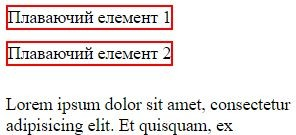 Плаваючий елемент 1
Плаваючий елемент 2
Lorem ipsum dolor sit amet, consectetur
adipisicing elit. Et quisquam, ex